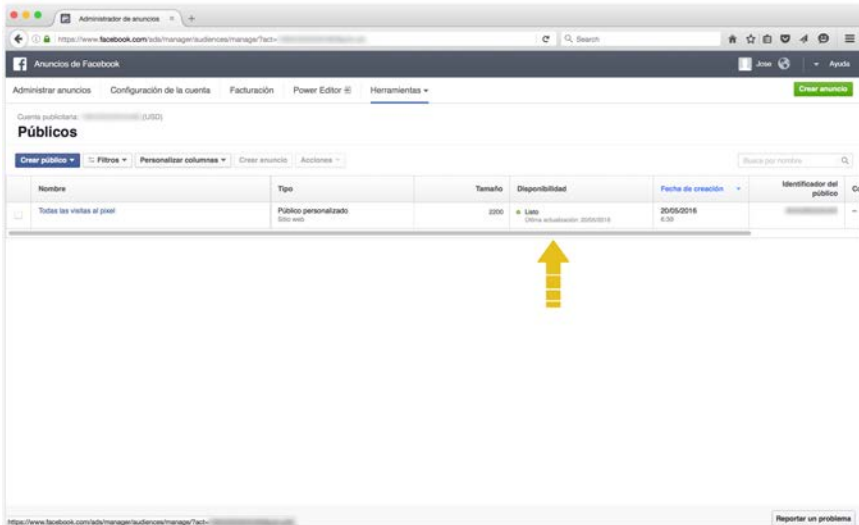 Administrador de anuncios
https://www.facebook.com/ads/manager/audiences/manage/?act=
Search
Anuncios de Facebook
Jose
Ayuda
Administrar anuncios Configuración de la cuenta Facturación Power Editor Herramientas
Crear anuncio
Cuenta publicitaria: (USD)
Públicos
Crear público Filtros Personalizar columnas Crear anuncio Acciones
Busca por nombre
Nombre Tipo Tamaño Disponibilidad Fecha de creación Identificador del público
Todas las visitas al pixel Público personalizado 2200 Listo 20/05/2016
Sitio web Última actualización 20/05/2016 6:59
https://www.facebook.com/ads/manager/audiences/manage/?act=
Reportar un problema